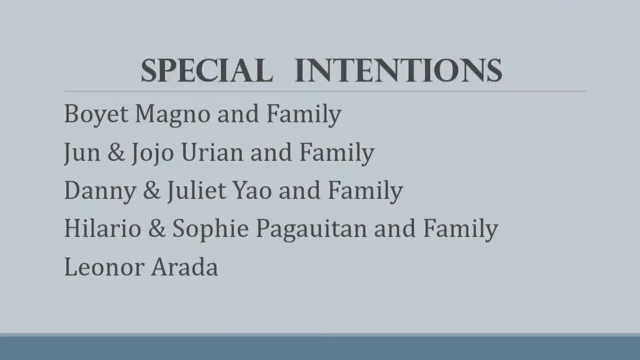 SPECIAL INTENTIONS
Boyet Magno and Family
Jun & Jojo Urian and Family
Danny & Juliet Yao and Family
Hilario & Sophie Pagauitan and Family
Leonor Arada